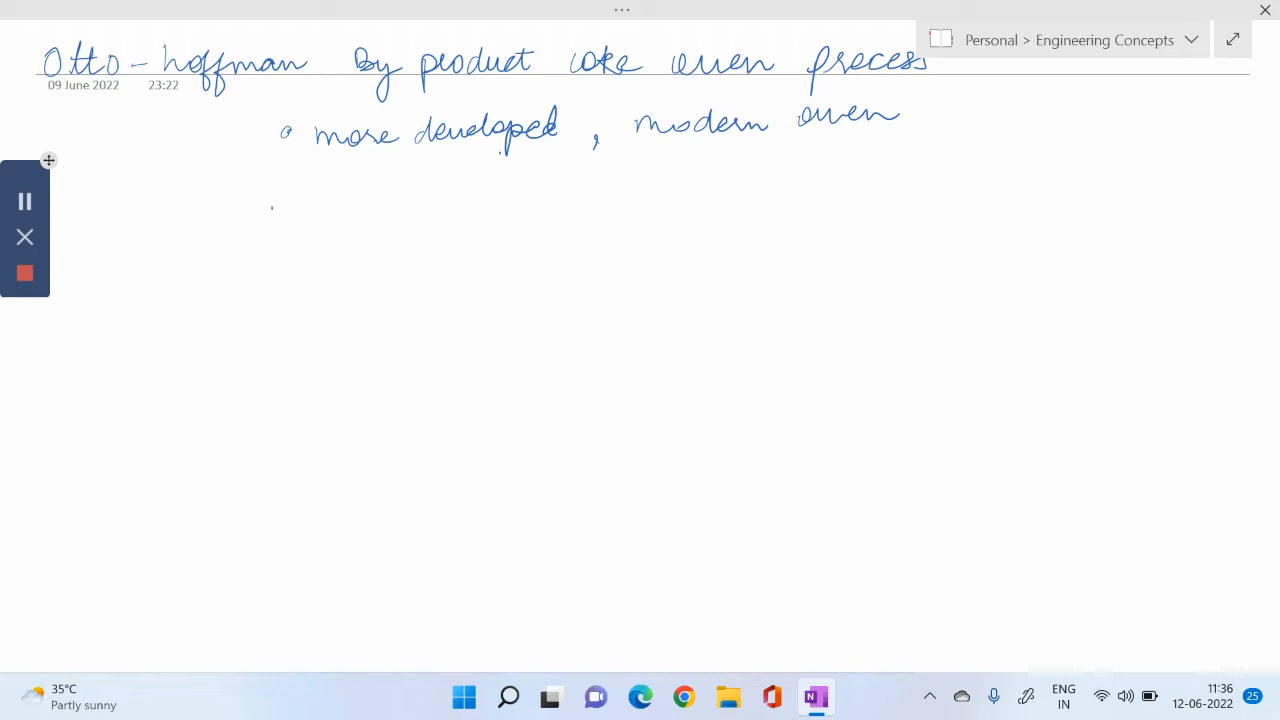 Personal > Engineering Concepts
Otto - hoffman By product coke oven process
09 June 2022 23:22
more developed, modern oven
35°C
Partly sunny
ENG
IN
11:36
12-06-2022
25